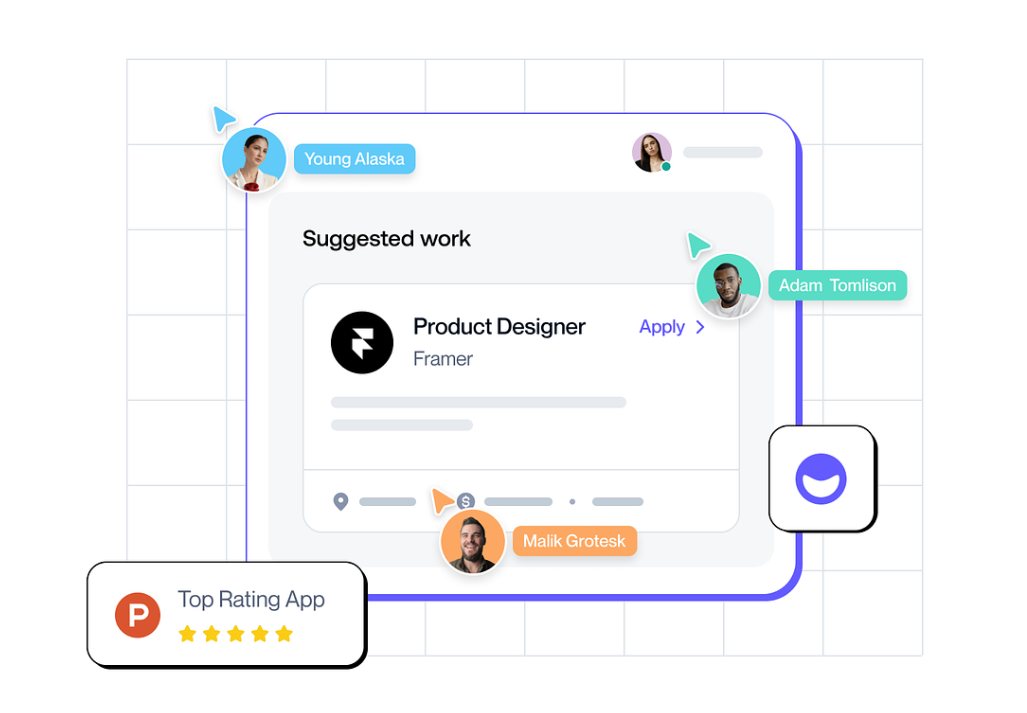 Young Alaska
Suggested work
Adam Tomlison
Product Designer
Apply
Framer
$
Malik Grotesk
P
Top Rating App